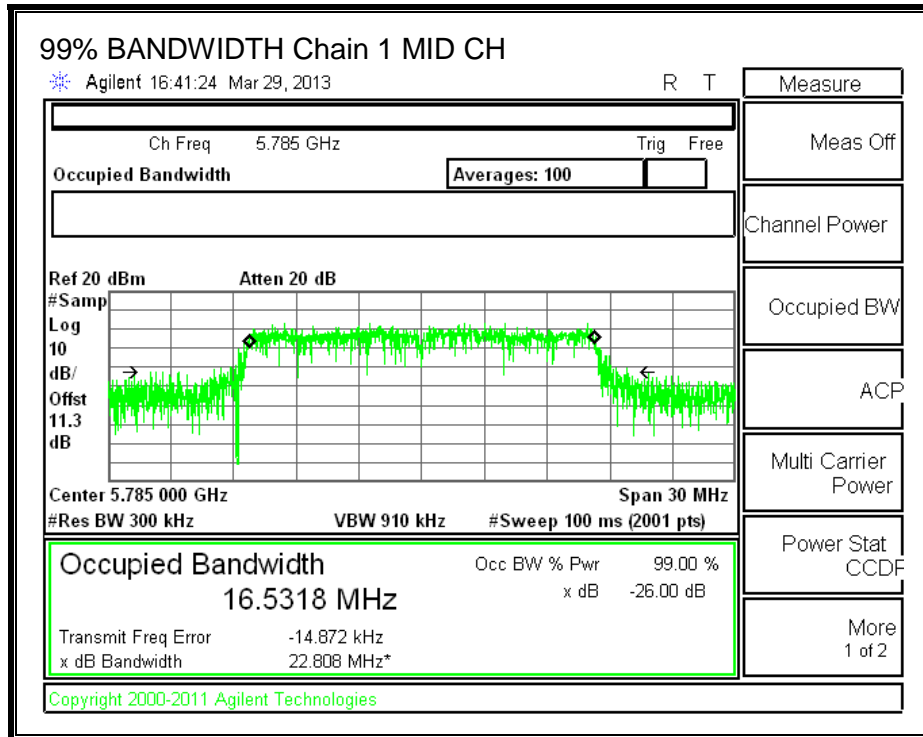 99% BANDWIDTH Chain 1 MID CH
Agilent 16:41:24 Mar 29, 2013 R T
Measure
Ch Freq 5.785 GHz Trig Free
Meas Off
Occupied Bandwidth Averages: 100
Channel Power
Ref 20 dBm Atten 20 dB
#Samp
Log
10
dB/
Offst
11.3
dB
Occupied BW
ACP
Multi Carrier
Power
Center 5.785 000 GHz Span 30 MHz
#Res BW 300 kHz VBW 910 kHz #Sweep 100 ms (2001 pts)
Power Stat
CCDF
Occupied Bandwidth Occ BW % Pwr 99.00 %
16.5318 MHz x dB -26.00 dB
Transmit Freq Error -14.872 kHz
x dB Bandwidth 22.808 MHz*
More
1 of 2
Copyright 2000-2011 Agilent Technologies